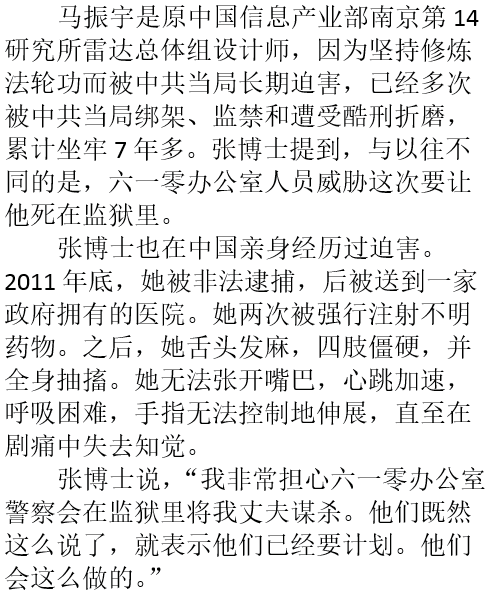 马振宇是原中国信息产业部南京第 14
研究所雷达总体组设计师，因为坚持修炼
法轮功而被中共当局长期迫害，已经多次
被中共当局绑架、监禁和遭受酷刑折磨，
累计坐牢 7 年多。张博士提到，与以往不
同的是，六一零办公室人员威胁这次要让
他死在监狱里。
张博士也在中国亲身经历过迫害。
2011 年底，她被非法逮捕，后被送到一家
政府拥有的医院。她两次被强行注射不明
药物。之后，她舌头发麻，四肢僵硬，并
全身抽搐。她无法张开嘴巴，心跳加速，
呼吸困难，手指无法控制地伸展，直至在
剧痛中失去知觉。
张博士说，“我非常担心六一零办公室
警察会在监狱里将我丈夫谋杀。他们既然
这么说了，就表示他们已经要计划。他们
会这么做的。”